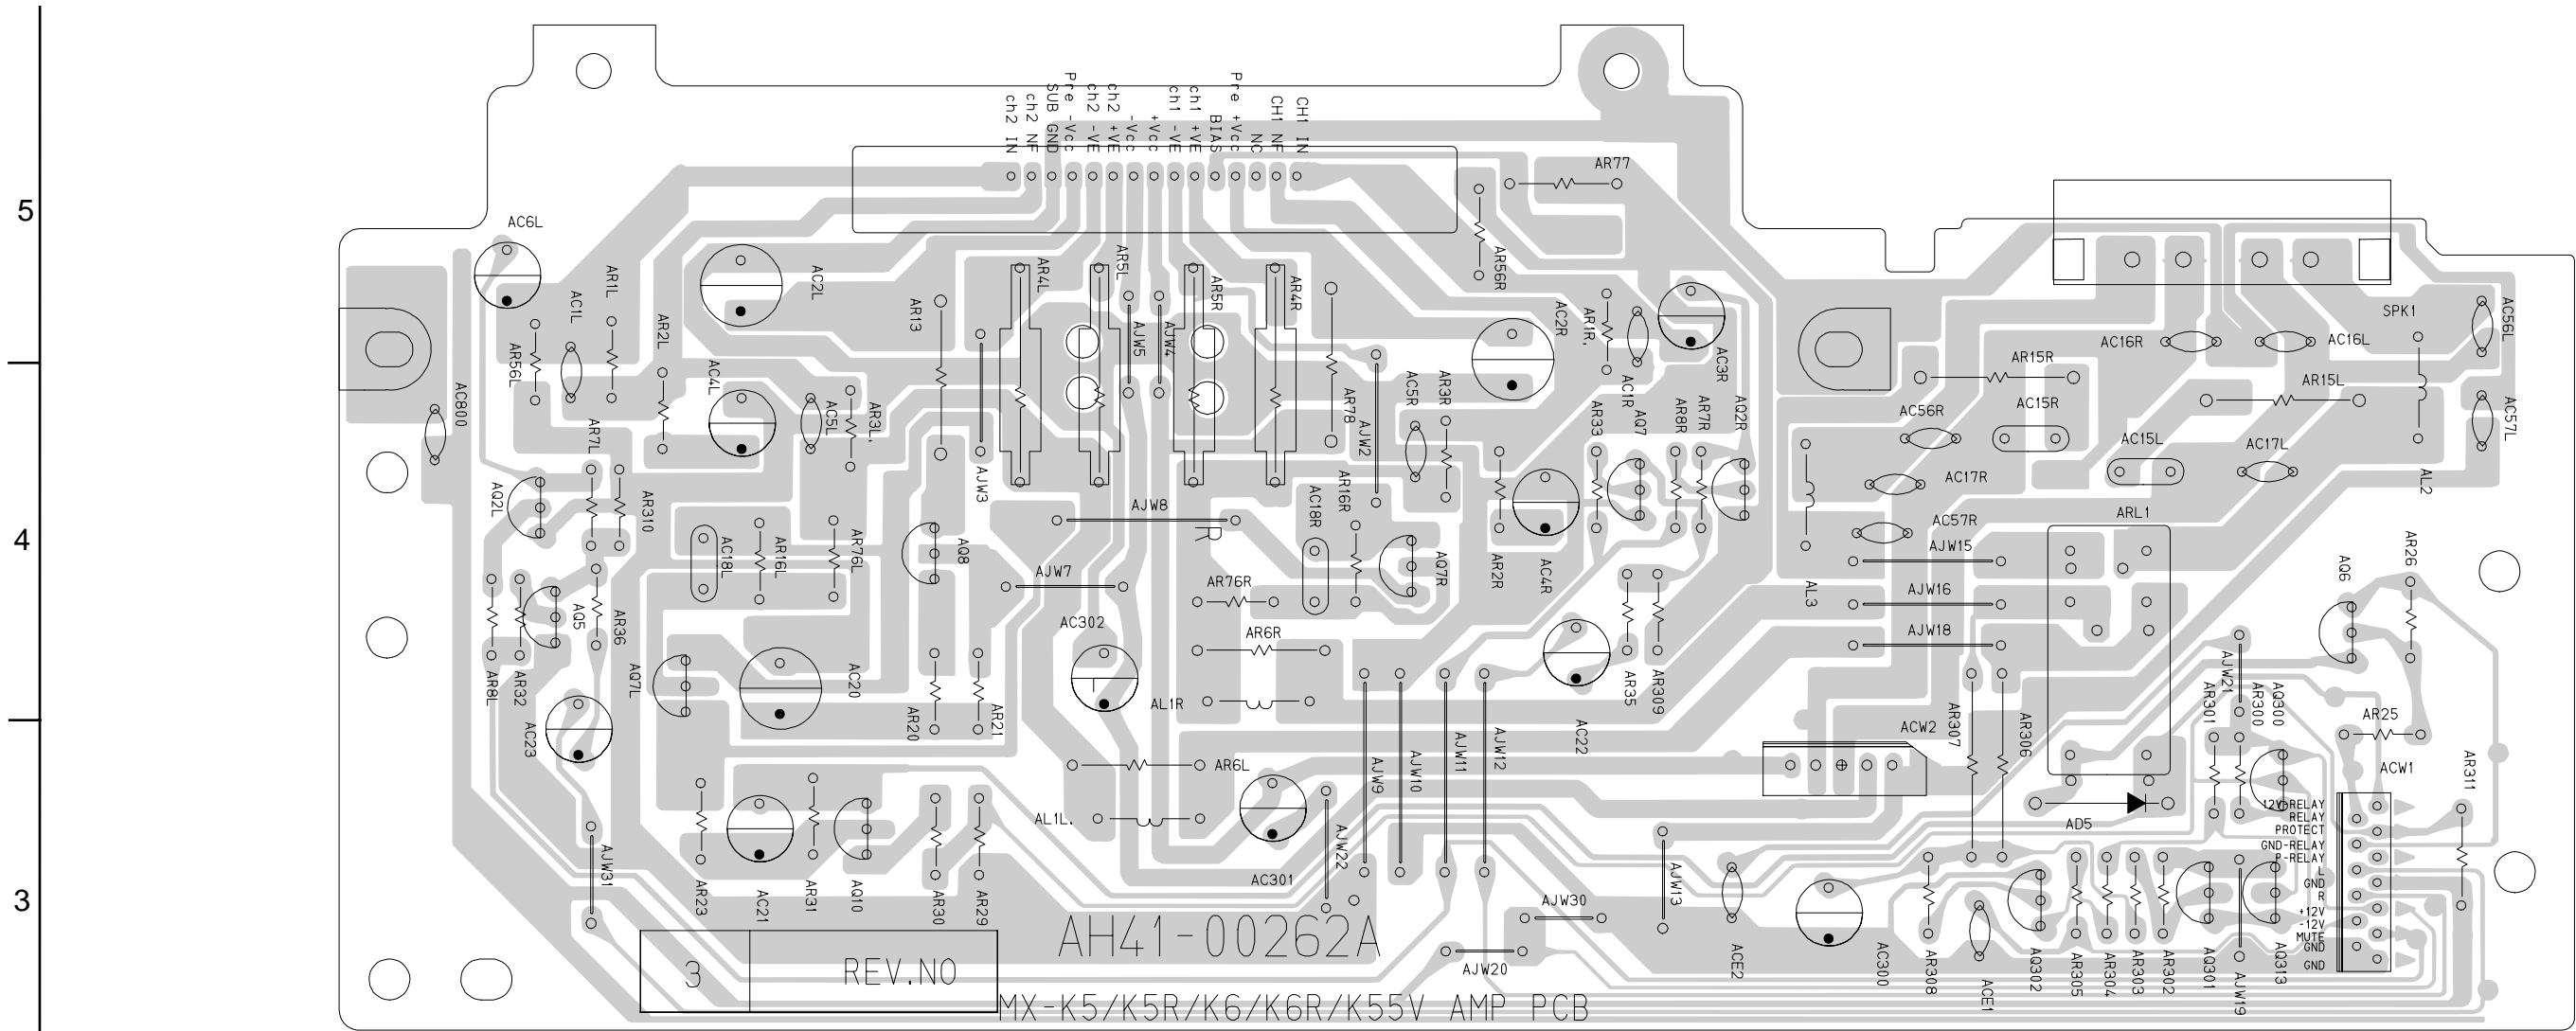 ch2 IN
ch2 NF
SUB GND
Pre -Vcc
ch2 -VE
ch2 +VE
-Vcc
+Vcc
ch1 -VE
ch1 +VE
BIAS
Pre +Vcc
NC
CH1 NF
CH1 IN
5
AC6L
AR77
AC1L
AR1L
AR2L
AC2L
AR13
AR4L
AR5L
AJW5
AJW4
AR5R
AR4R
AR56R
AC2R
AR1R.
AC3R
SPK1
AC56L
AC16R
AC16L
AR56L
AC4L
AR15R
AR15L
AC800
AR7L
AC5L
AR3L.
AJW3
AR78
AJW2
AC5R
AR3R
AC1R
AR33
AQ7
AR8R
AR7R
AQ2R
AC56R
AC15R
AC15L
AC17L
AC57L
AL2
4
AQ2L
AR310
AC18L
AR16L
AR76L
AQ8
AJW8
R
AC18R
AR16R
AQ7R
AR2R
AC4R
AC17R
AC57R
ARL1
AJW15
AJW7
AR76R
AL3
AJW16
AQ6
AR26
AQ5
AR36
AC302
AR6R
AJW18
AR8L
AR32
AQ7L
AC20
AR20
AR21
AL1R
AR35
AR309
AJW21
AC23
AC22
ACW2
AR307
AR306
AR301
AR300
AQ300
AR25
AR6L
AJW9
AJW10
AJW11
AJW12
ACW1
AR311
AL1L.
AD5
12V-RELAY
RELAY
PROTECT
GND-RELAY
P-RELAY
L
GND
R
+12V
-12V
MUTE
GND
GND
3
AJW31
AR23
AC21
AR31
AQ10
AR30
AR29
AC301
AJW22
AJW30
AJW13
ACE2
AC300
AR308
ACE1
AQ302
AR305
AR304
AR303
AR302
AQ301
AJW19
AQ313
AH41-00262A
AJW20
3
REV.NO
MX-K5/K5R/K6/K6R/K55V AMP PCB